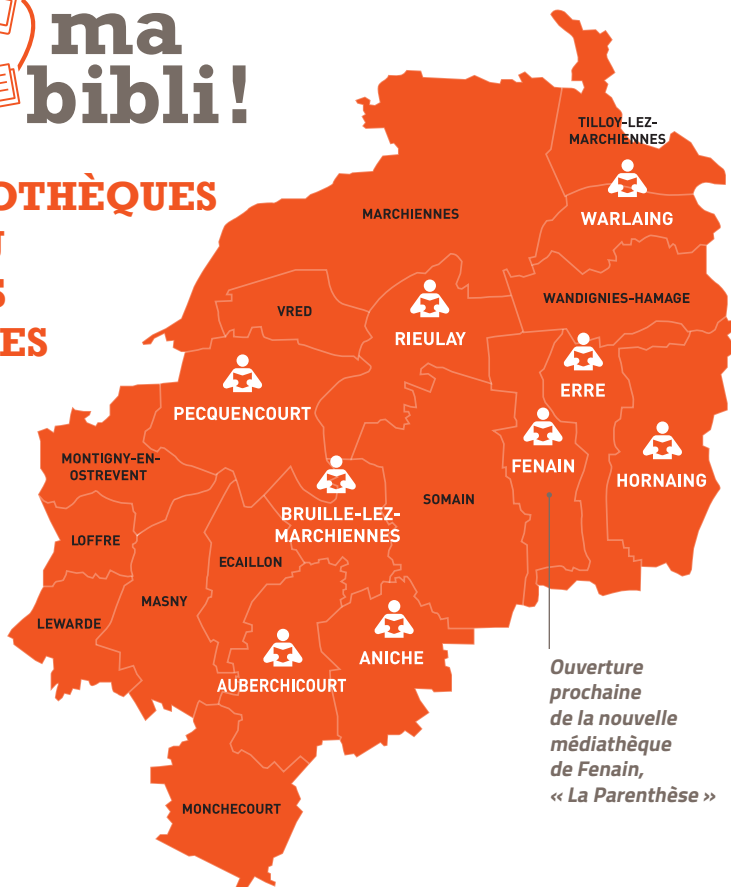 ma
bibli!
OTHÈQUES
TILLOY-LEZ-
MARCHIENNES
WARLAING
MARCHIENNES
WANDIGNIES-HAMAGE
VRED
RIEULAY
ES
ERRE
PECQUENCOURT
FENAIN
HORNAING
MONTIGNY-EN-
OSTREVENT
SOMAIN
BRUILLE-LEZ-
MARCHIENNES
LOFFRE
ECAILLON
MASNY
LEWARDE
ANICHE
AUBERCHICOURT
Ouverture
prochaine
de la nouvelle
médiathèque
de Fenain,
« La Parenthèse »
MONCHECOURT